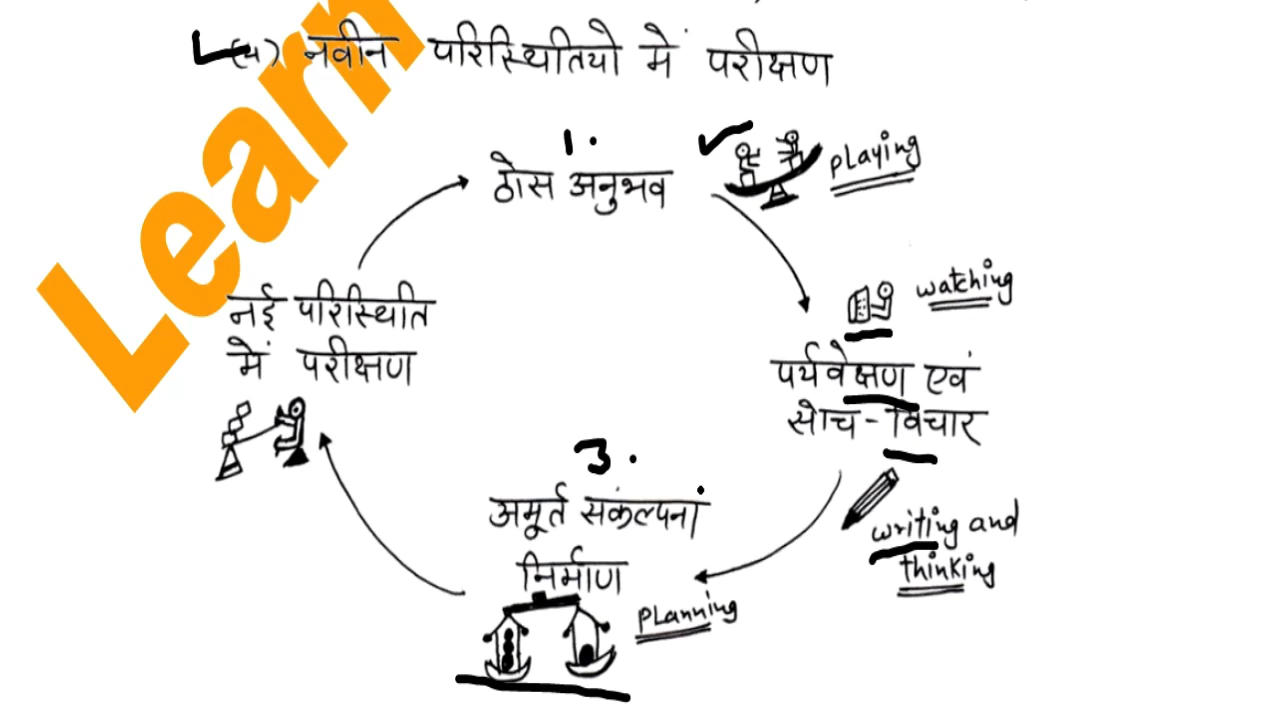 (4) नवीन परिस्थितियो में परीक्षण
1.
ठोस अनुभव
playing
watching
पर्यवेक्षण एवं
सोच-विचार
writing and
thinking
3.
अमूर्त संकल्पनां
निर्माण
planning
नई परिस्थिति
में परीक्षण
Learn